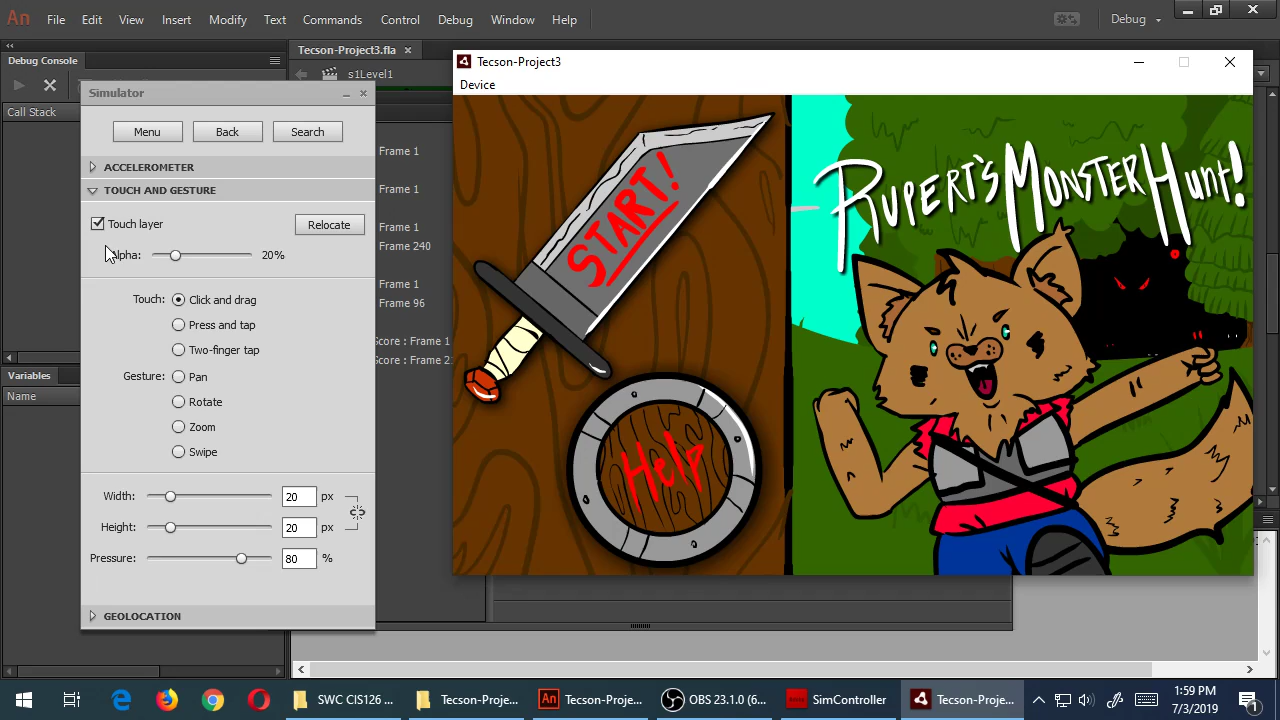 An File Edit View Insert Modify Text Commands Control Debug Window Help Debug
Debug Console
Tecson-Project3.fla ×
s1Level1
Call Stack
Simulator
Menu Back Search
ACCELEROMETER
TOUCH AND GESTURE
Touch layer Relocate
Alpha: 20%
Touch: Click and drag
Press and tap
Two-finger tap
Gesture: Pan
Rotate
Zoom
Swipe
Width: 20 px
Height: 20 px
Pressure: 80 %
GEOLOCATION
Variables
Name
Frame 1
Frame 1
Frame 1
Frame 240
Frame 1
Frame 96
Score : Frame 1
Score : Frame 2
Tecson-Project3
Device
START!
Help
RUPERT'S MONSTER HUNT!
SWC CIS126 ... Tecson-Proje... Tecson-Proje... OBS 23.1.0 (6... SimController Tecson-Proje...
1:59 PM
7/3/2019
1